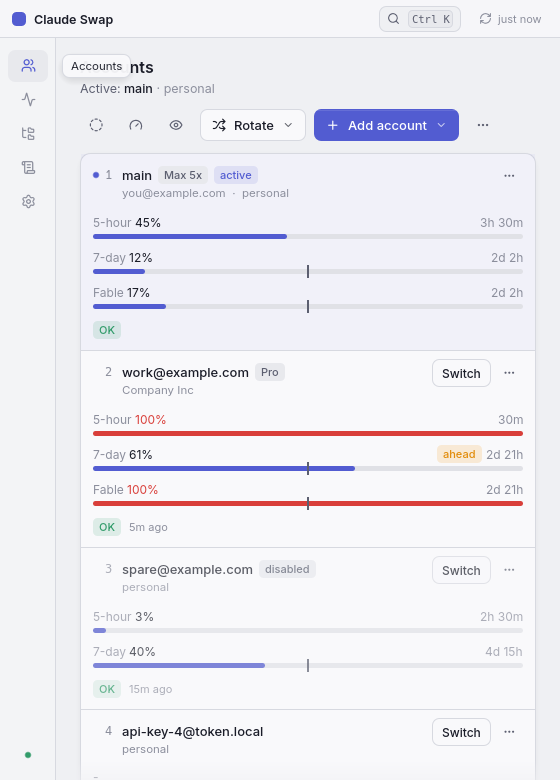 Claude Swap
Ctrl K
just now
Accounts
nts
Active: main · personal
Rotate
Add account
1 main Max 5x active
you@example.com · personal
5-hour 45% 3h 30m
7-day 12% 2d 2h
Fable 17% 2d 2h
OK
2 work@example.com Pro Switch
Company Inc
5-hour 100% 30m
7-day 61% ahead 2d 21h
Fable 100% 2d 21h
OK 5m ago
3 spare@example.com disabled Switch
personal
5-hour 3% 2h 30m
7-day 40% 4d 15h
OK 15m ago
4 api-key-4@token.local Switch
personal